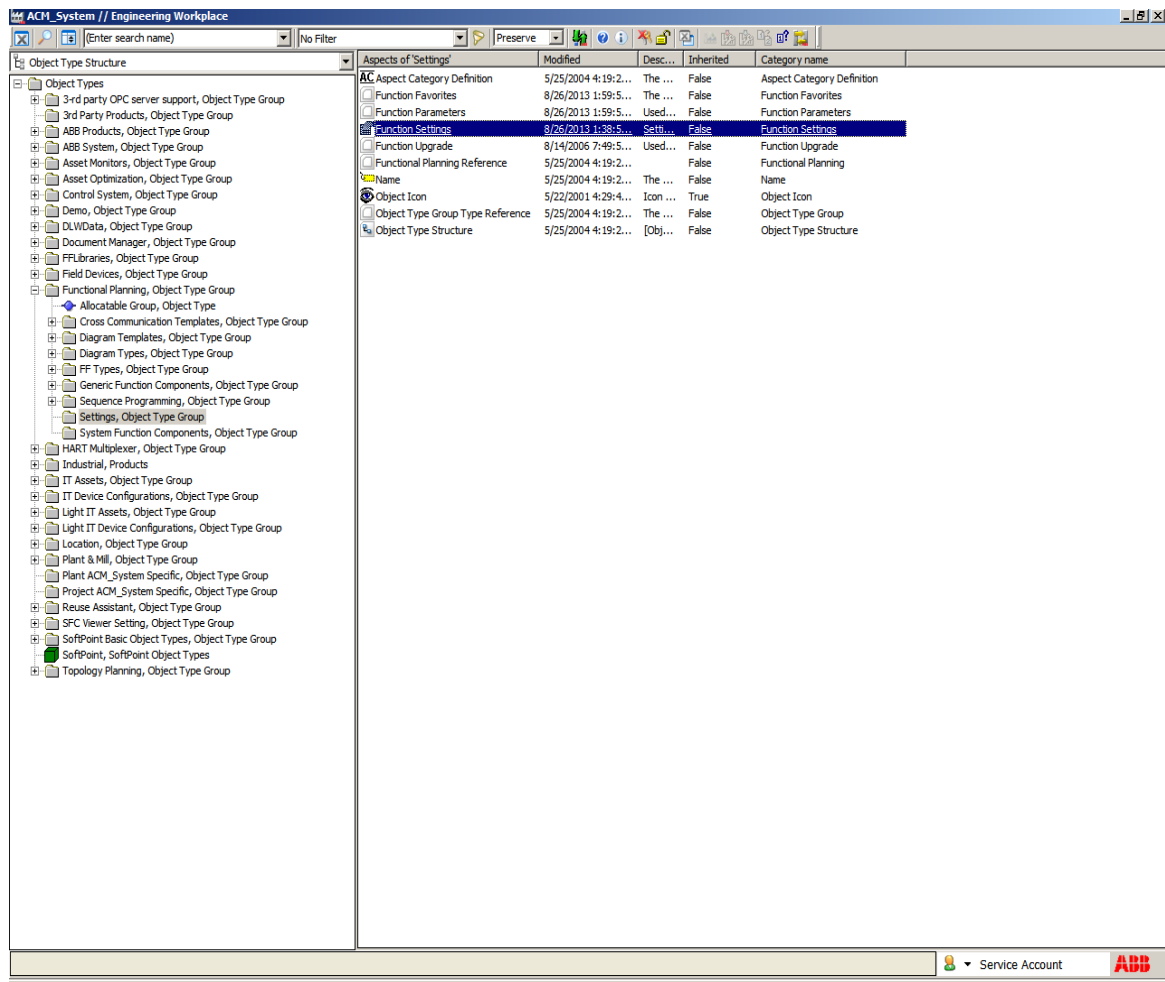 ACM_System // Engineering Workplace
(Enter search name) No Filter Preserve
Object Type Structure
Object Types
3-rd party OPC server support, Object Type Group
3rd Party Products, Object Type Group
ABB Products, Object Type Group
ABB System, Object Type Group
Asset Monitors, Object Type Group
Asset Optimization, Object Type Group
Control System, Object Type Group
Demo, Object Type Group
DLWData, Object Type Group
Document Manager, Object Type Group
FFLibraries, Object Type Group
Field Devices, Object Type Group
Functional Planning, Object Type Group
Allocatable Group, Object Type
Cross Communication Templates, Object Type Group
Diagram Templates, Object Type Group
Diagram Types, Object Type Group
FF Types, Object Type Group
Generic Function Components, Object Type Group
Sequence Programming, Object Type Group
Settings, Object Type Group
System Function Components, Object Type Group
HART Multiplexer, Object Type Group
Industrial, Products
IT Assets, Object Type Group
IT Device Configurations, Object Type Group
Light IT Assets, Object Type Group
Light IT Device Configurations, Object Type Group
Location, Object Type Group
Plant & Mill, Object Type Group
Plant ACM_System Specific, Object Type Group
Project ACM_System Specific, Object Type Group
Reuse Assistant, Object Type Group
SFC Viewer Setting, Object Type Group
SoftPoint Basic Object Types, Object Type Group
SoftPoint, SoftPoint Object Types
Topology Planning, Object Type Group
Aspects of 'Settings' Modified Desc... Inherited Category name
AC Aspect Category Definition 5/25/2004 4:19:2... The ... False Aspect Category Definition
Function Favorites 8/26/2013 1:59:5... The ... False Function Favorites
Function Parameters 8/26/2013 1:59:5... Used... False Function Parameters
Function Settings 8/26/2013 1:38:5... Setti... False Function Settings
Function Upgrade 8/14/2006 7:49:5... Used... False Function Upgrade
Functional Planning Reference 5/25/2004 4:19:2... False Functional Planning
Name 5/25/2004 4:19:2... The ... False Name
Object Icon 5/22/2001 4:29:4... Icon ... True Object Icon
Object Type Group Type Reference 5/25/2004 4:19:2... The ... False Object Type Group
Object Type Structure 5/25/2004 4:19:2... [Obj... False Object Type Structure
Service Account ABB